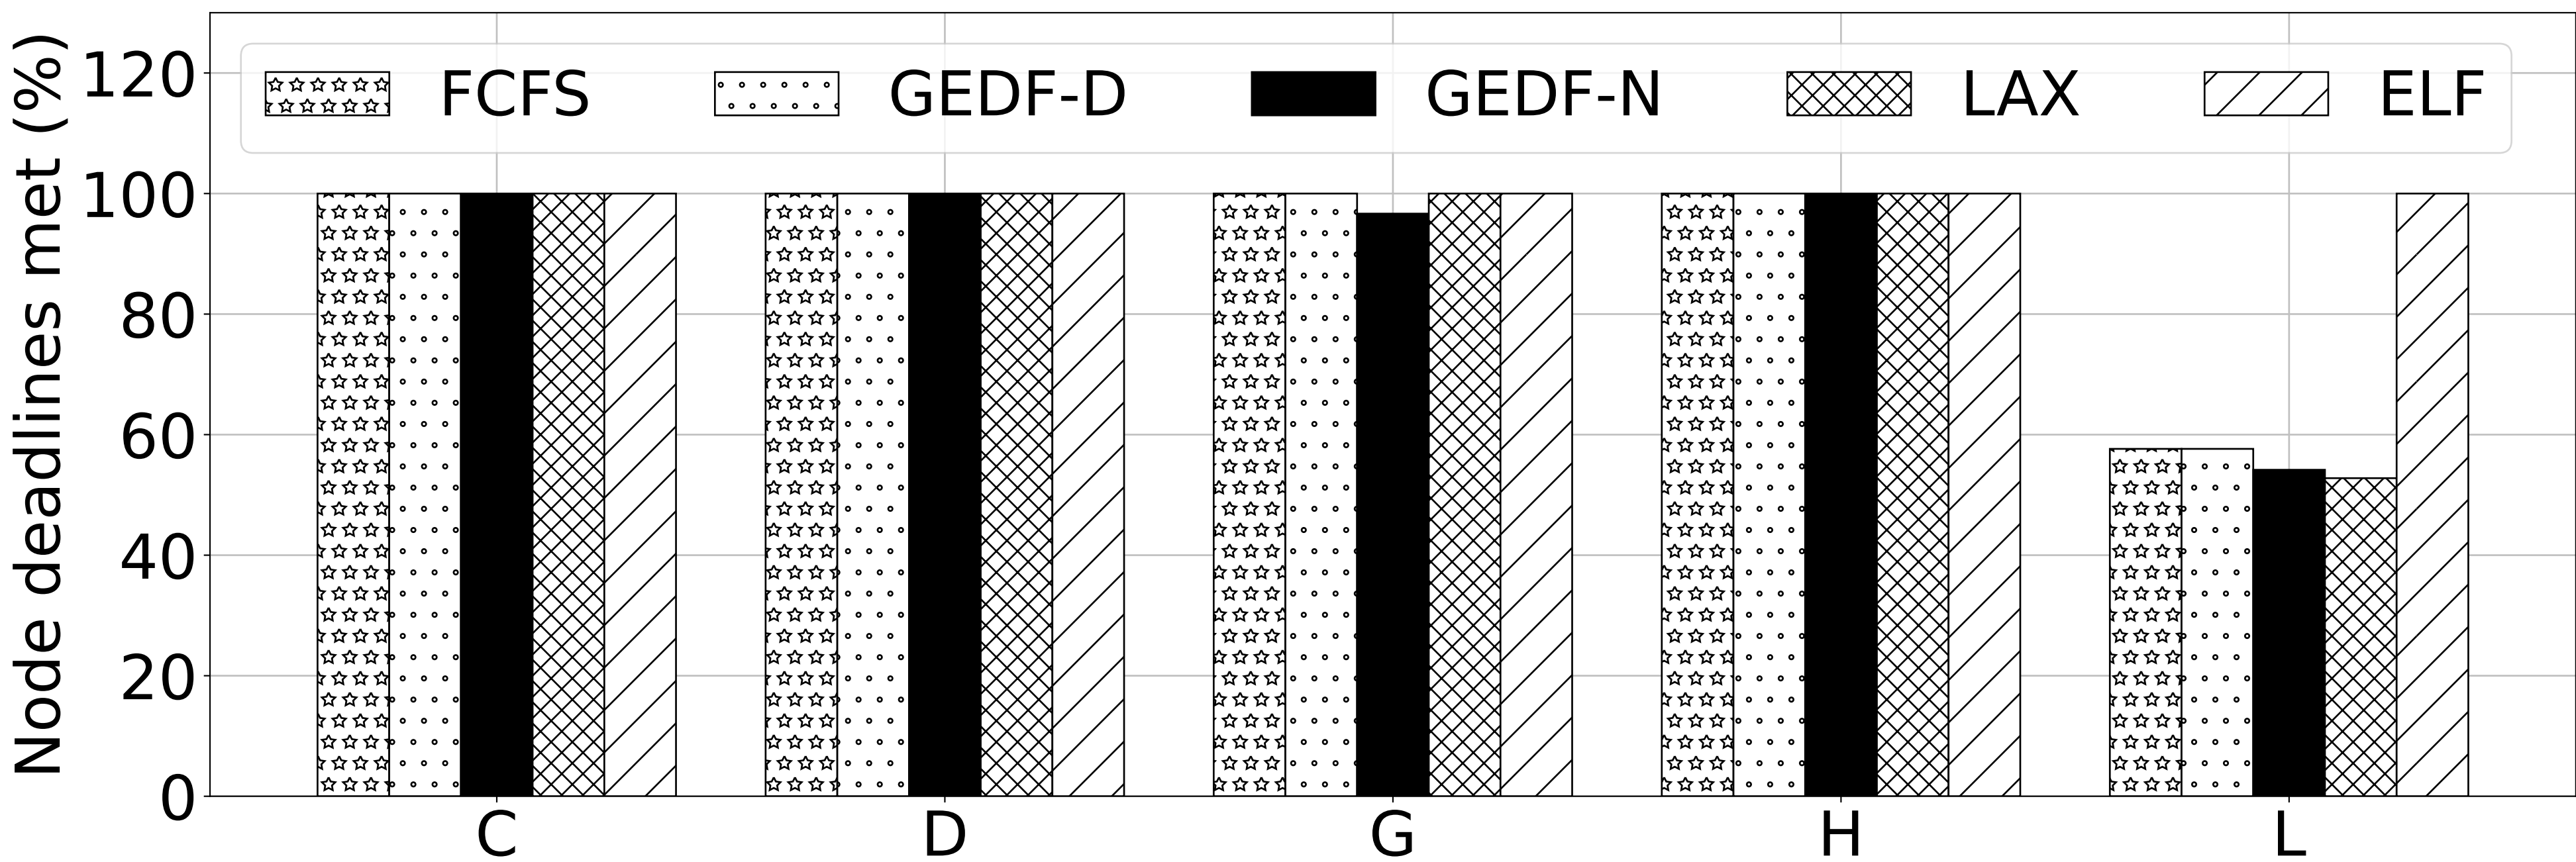 Node deadlines met (%)
120
100
80
60
40
20
0
FCFS GEDF-D GEDF-N LAX ELF
C D G H L